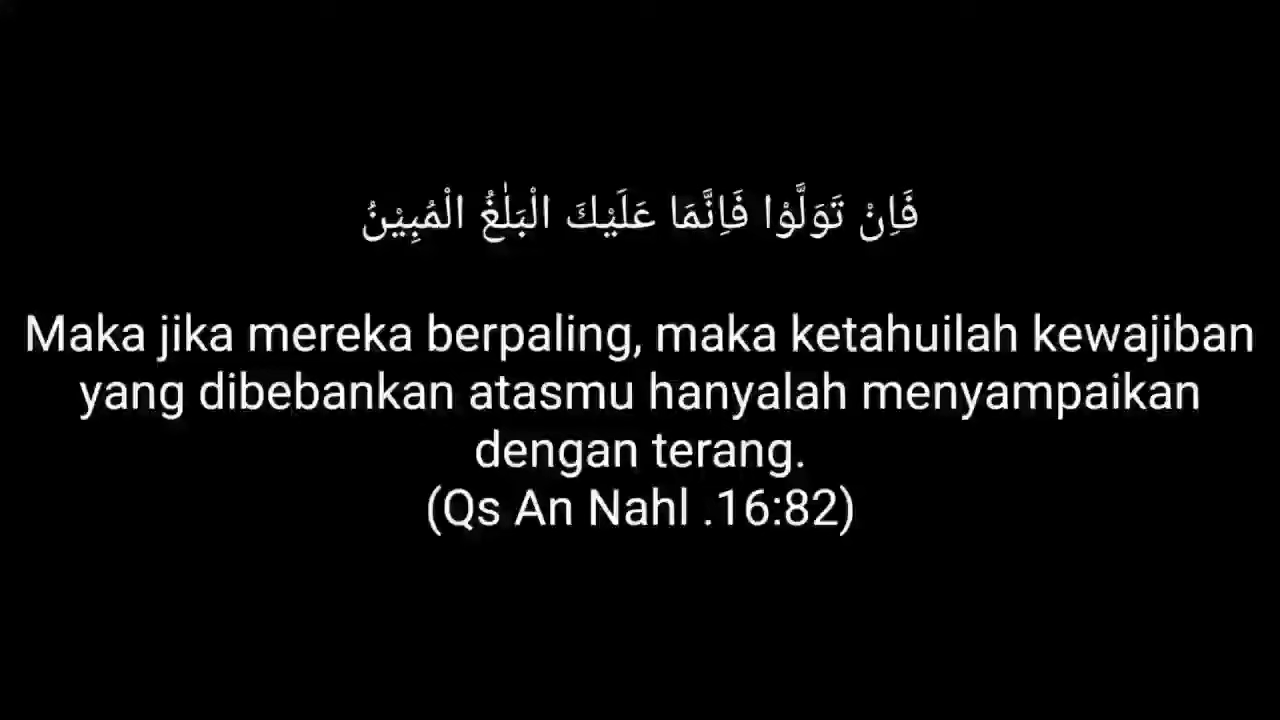 فَاِنْ تَوَلَّوْا فَاِنَّمَا عَلَيْكَ الْبَلٰغُ الْمُبِيْنُ
Maka jika mereka berpaling, maka ketahuilah kewajiban
yang dibebankan atasmu hanyalah menyampaikan
dengan terang.
(Qs An Nahl .16:82)